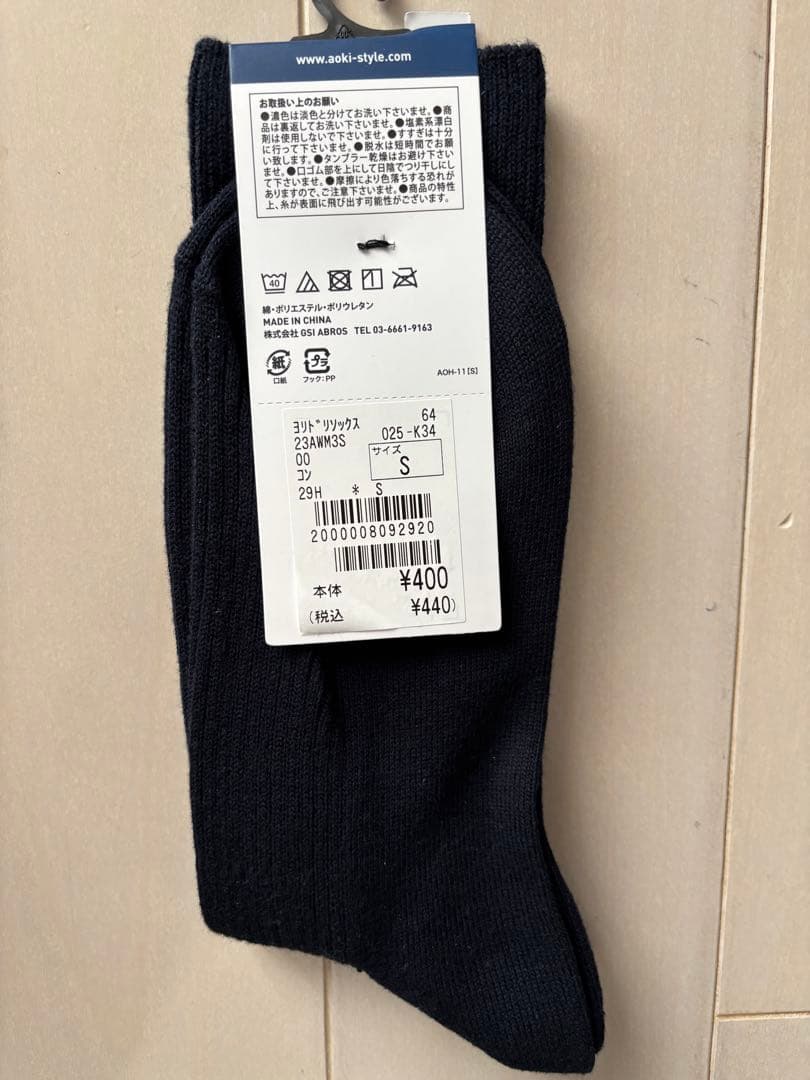 www.aoki-style.com
お取扱い上のお願い
●濃色は淡色と分けてお洗い下さいませ。●商
品は裏返してお洗い下さいませ。●塩素系漂白
剤は使用しないで下さいませ。●すすぎは十分
に行って下さいませ。●脱水は短時間でお願
い致します。●タンブラー乾燥はお避け下さい
ませ。●口ゴム部を上にして日陰でつり干しにし
て下さいませ。●摩擦により色落ちする恐れが
ありますので、ご注意下さいませ。●商品の特性
上、糸が表面に飛び出す可能性がございます。
40
綿・ポリエステル・ポリウレタン
MADE IN CHINA
株式会社 GSI ABROS TEL 03-6661-9163
紙 プラ
口紙 フック:PP
AOH-11[S]
ヨリドリソックス 64
23AWM3S 025-K34
00 サイズ
コン S
29H * S
2000008092920
本体 ¥400
(税込 ¥440)